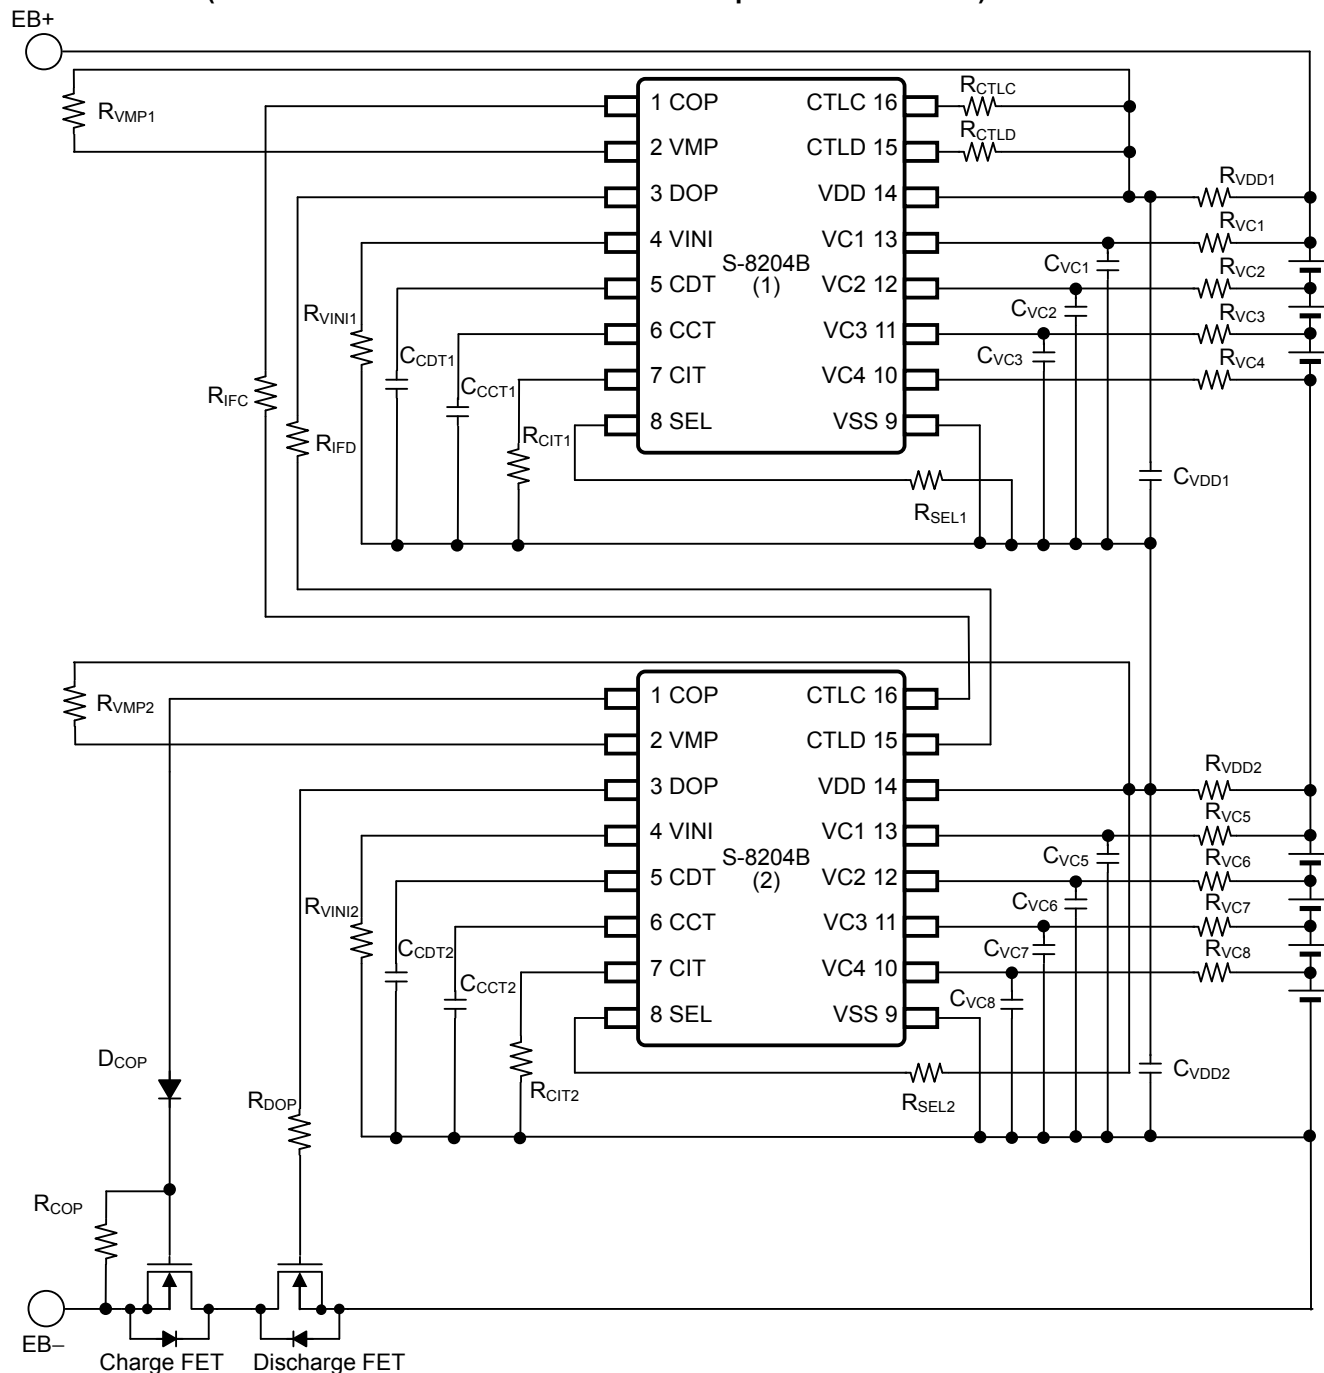 EB+
RVMP1
1 COP
CTLC 16
RCTLC
2 VMP
CTLD 15
RCTLD
3 DOP
VDD 14
RVDD1
4 VINI
VC1 13
RVC1
S-8204B
(1)
CVC1
5 CDT
VC2 12
RVC2
RVINI1
CVC2
6 CCT
VC3 11
RVC3
CCDT1
CVC3
7 CIT
VC4 10
RVC4
CCCT1
RIFC
8 SEL
VSS 9
RIFD
RCIT1
CVDD1
RSEL1
RVMP2
1 COP
CTLC 16
2 VMP
CTLD 15
3 DOP
VDD 14
RVDD2
4 VINI
VC1 13
RVC5
S-8204B
(2)
CVC5
5 CDT
VC2 12
RVC6
RVINI2
CVC6
6 CCT
VC3 11
RVC7
CCDT2
CVC7
7 CIT
VC4 10
RVC8
CCCT2
CVC8
8 SEL
VSS 9
DCOP
RCIT2
CVDD2
RDOP
RSEL2
RCOP
EB−
Charge FET
Discharge FET